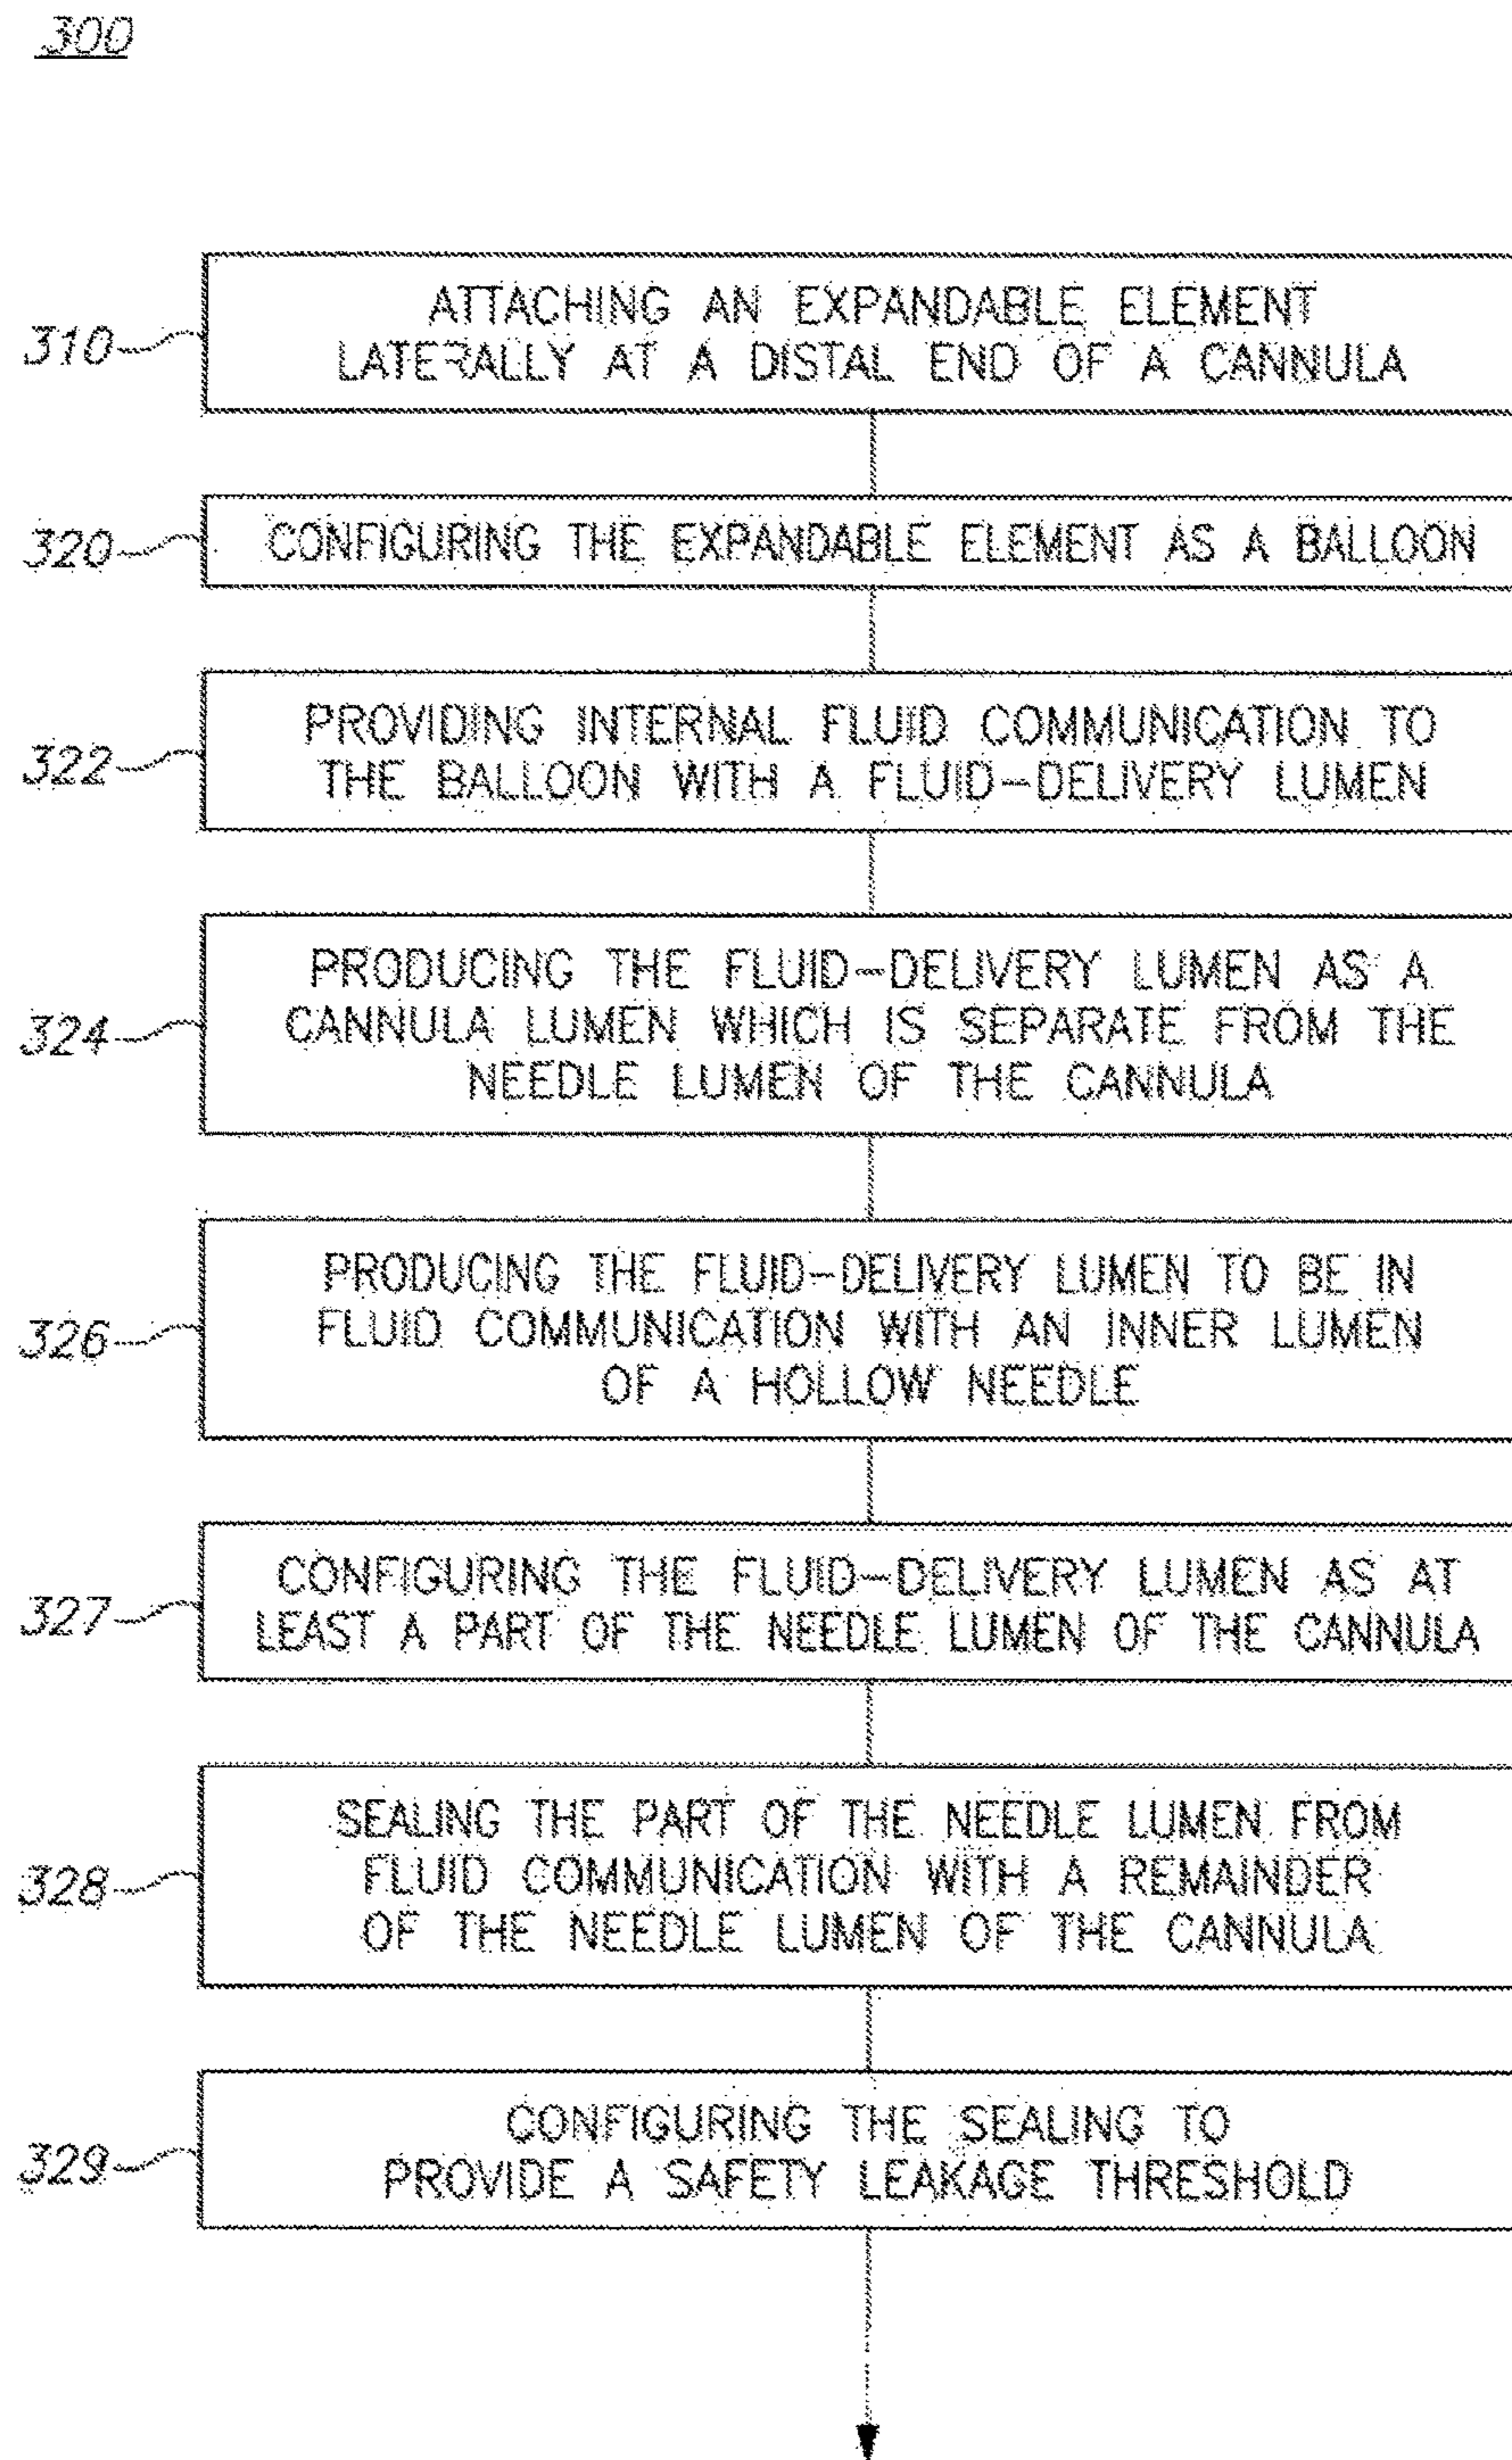 300
310
ATTACHING AN EXPANDABLE ELEMENT
LATERALLY AT A DISTAL END OF A CANNULA
320
CONFIGURING THE EXPANDABLE ELEMENT AS A BALLOON
322
PROVIDING INTERNAL FLUID COMMUNICATION TO
THE BALLOON WITH A FLUID-DELIVERY LUMEN
324
PRODUCING THE FLUID-DELIVERY LUMEN AS A
CANNULA LUMEN WHICH IS SEPARATE FROM THE
NEEDLE LUMEN OF THE CANNULA
326
PRODUCING THE FLUID-DELIVERY LUMEN TO BE IN
FLUID COMMUNICATION WITH AN INNER LUMEN
OF A HOLLOW NEEDLE
327
CONFIGURING THE FLUID-DELIVERY LUMEN AS AT
LEAST A PART OF THE NEEDLE LUMEN OF THE CANNULA
328
SEALING THE PART OF THE NEEDLE LUMEN FROM
FLUID COMMUNICATION WITH A REMAINDER
OF THE NEEDLE LUMEN OF THE CANNULA
329
CONFIGURING THE SEALING TO
PROVIDE A SAFETY LEAKAGE THRESHOLD